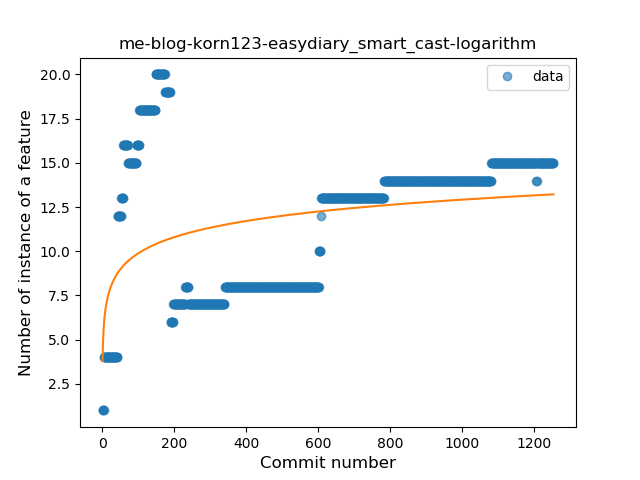 me-blog-korn123-easydiary_smart_cast-logarithm
data
Number of instance of a feature
20.0
17.5
15.0
12.5
10.0
7.5
5.0
2.5
0 200 400 600 800 1000 1200
Commit number